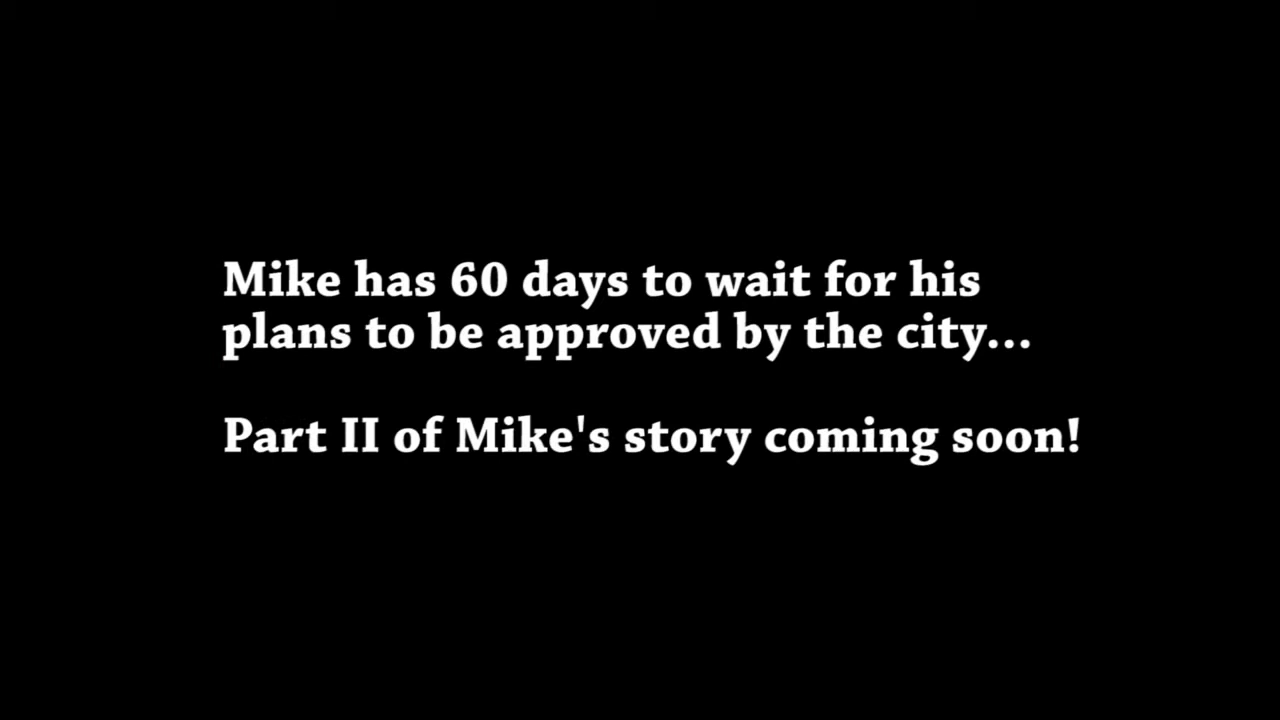 Mike has 60 days to wait for his
plans to be approved by the city...
Part II of Mike's story coming soon!